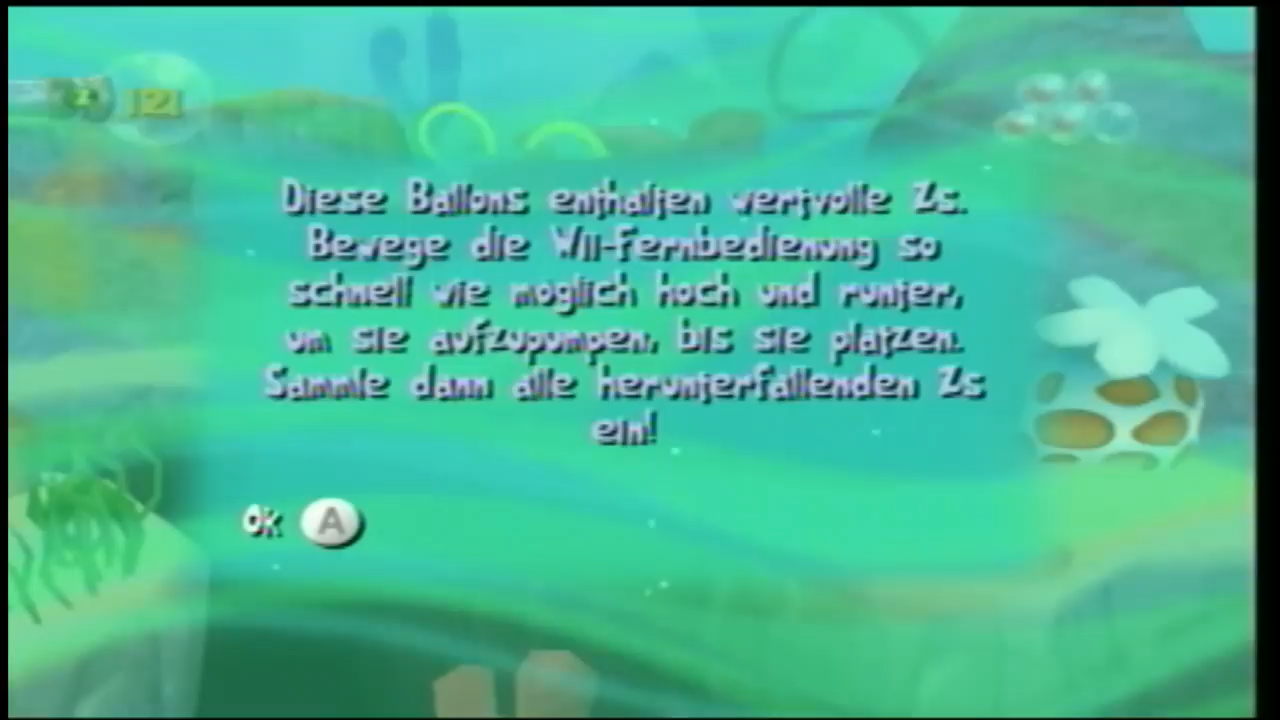 121
Diese Ballons enthalten wertvolle Zs.
Bewege die Wii-Fernbedienung so
schnell wie möglich hoch und runter,
um sie aufzupumpen, bis sie platzen.
Sammle dann alle herunterfallenden Zs
ein!
Ok A